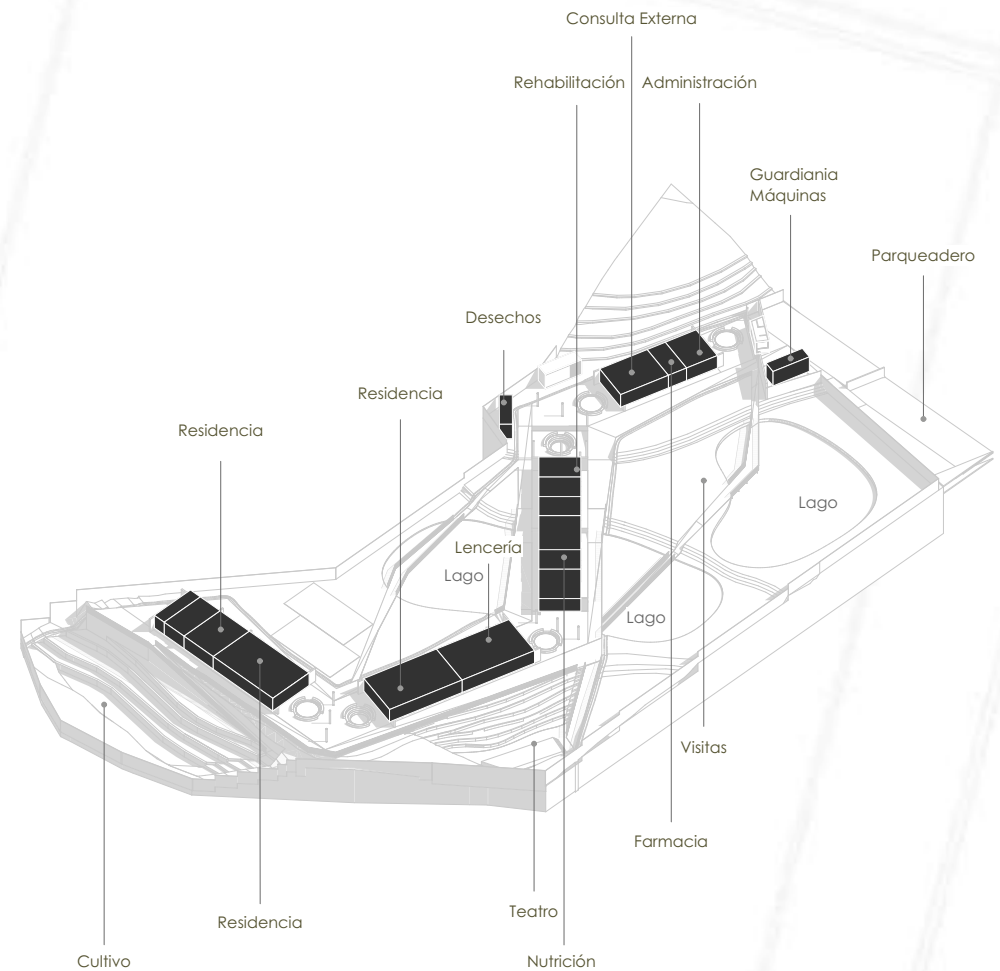 Consulta Externa
Rehabilitación
Administración
Guardiania
Máquinas
Parqueadero
Desechos
Residencia
Residencia
Lago
Lencería
Lago
Lago
Visitas
Farmacia
Teatro
Residencia
Cultivo
Nutrición